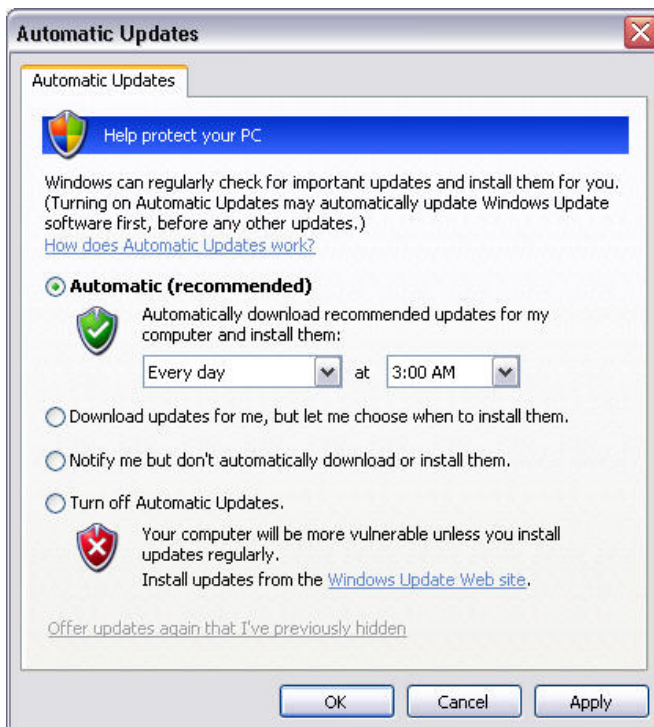 Automatic Updates
Automatic Updates
Help protect your PC
Windows can regularly check for important updates and install them for you.
(Turning on Automatic Updates may automatically update Windows Update
software first, before any other updates.)
How does Automatic Updates work?
Automatic (recommended)
Automatically download recommended updates for my
computer and install them:
Every day at 3:00 AM
Download updates for me, but let me choose when to install them.
Notify me but don't automatically download or install them.
Turn off Automatic Updates.
Your computer will be more vulnerable unless you install
updates regularly.
Install updates from the Windows Update Web site.
Offer updates again that I've previously hidden
OK Cancel Apply